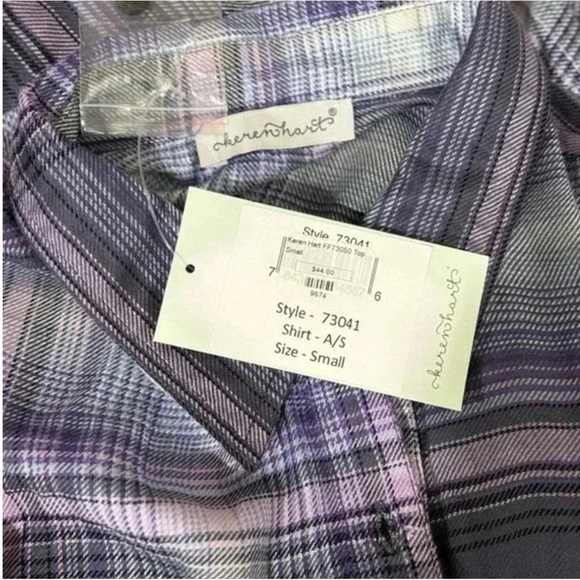 kerenhart®
Style 73041
Keren Hart FF73050 Top
Small
$44.00
7 6
9574
Style - 73041
Shirt - A/S
Size - Small
kerenhart